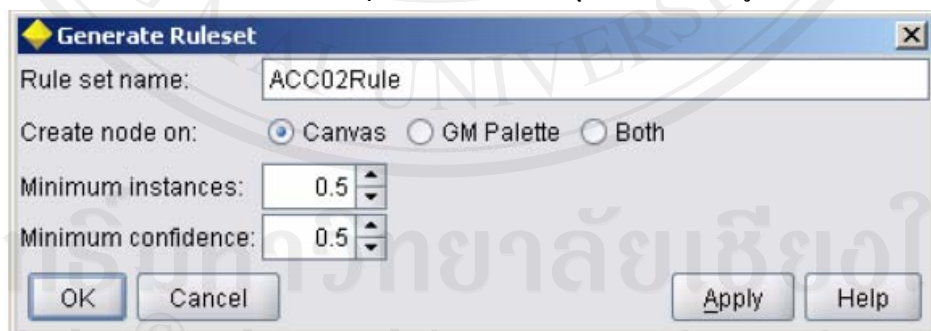 Generate Ruleset
Rule set name: ACC02Rule
Create node on: Canvas GM Palette Both
Minimum instances: 0.5
Minimum confidence: 0.5
OK Cancel Apply Help